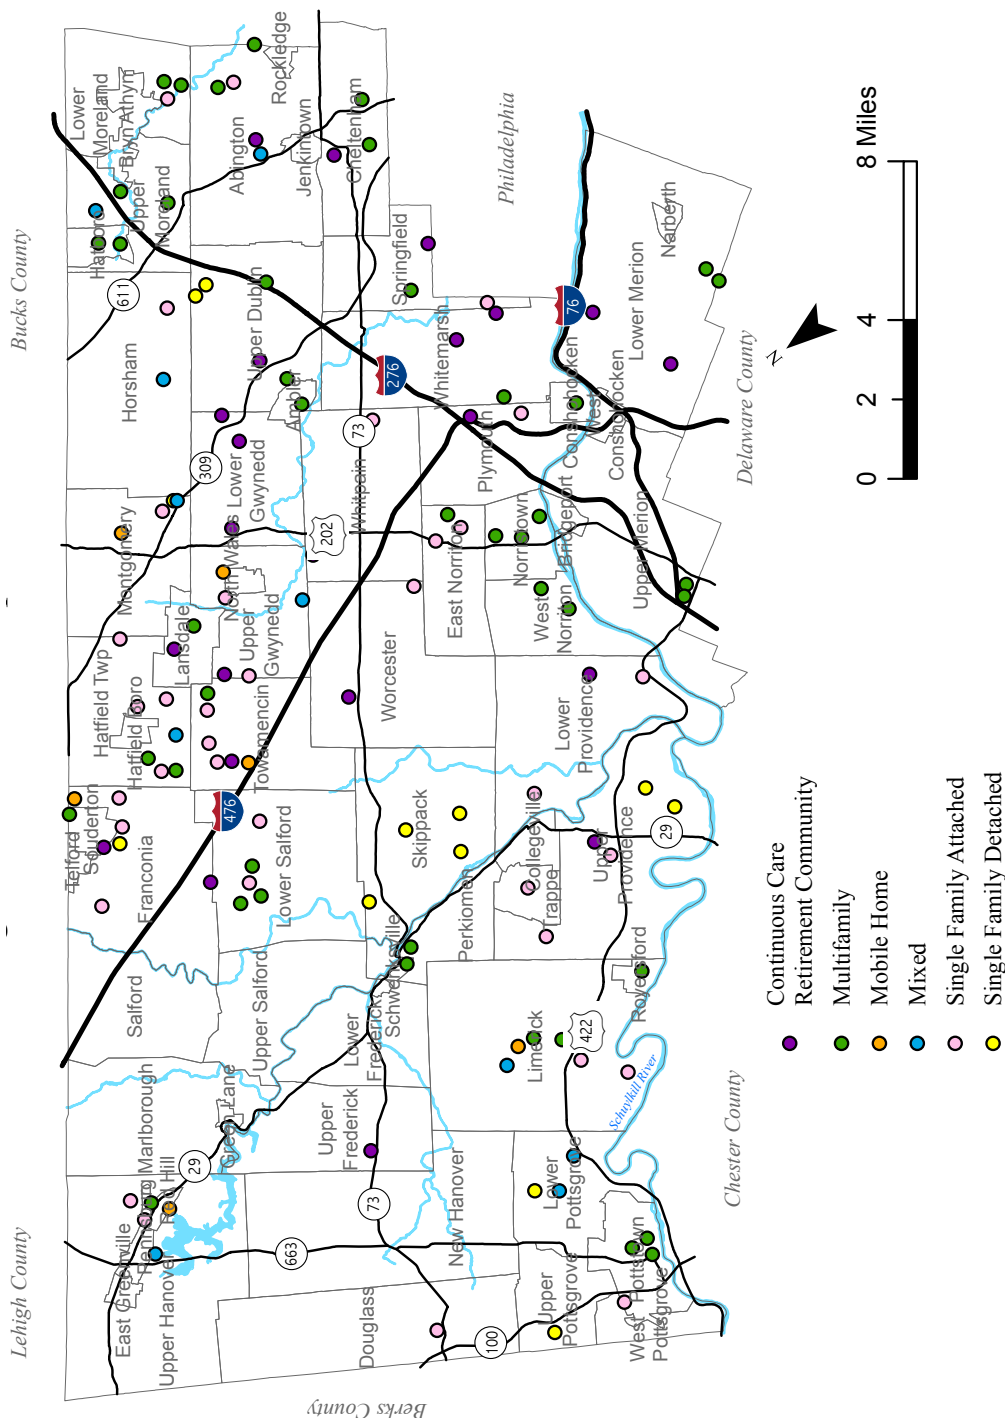 Lehigh County
Bucks County
Berks County
Chester County
Delaware County
Philadelphia
East Greenville
Pennsburg
Red Hill
Upper Hanover
Marlborough
Green Lane
Salford
Upper Salford
Franconia
Telford
Souderton
Hatfield Boro
Hatfield Twp
Lansdale
Montgomery
Horsham
Hatboro
Upper
Moreland
Bryn Athyn
Lower
Moreland
Rockledge
Abington
Jenkintown
Cheltenham
Springfield
Upper Dublin
Ambler
Lower
Gwynedd
North Wales
Upper
Gwynedd
Towamencin
Lower Salford
Whitpain
Whitemarsh
Worcester
Skippack
Schwenksville
Perkiomen
Lower
Frederick
Upper
Frederick
New Hanover
Douglass
Upper
Pottsgrove
Lower
Pottsgrove
West
Pottsgrove
Pottstown
Limerick
Royersford
Trappe
Collegeville
Upper
Providence
Lower
Providence
East Norriton
West
Norriton
Norristown
Bridgeport
Upper Merion
Plymouth
Conshohocken
West
Conshohocken
Lower Merion
Narberth
Schuylkill River
611
309
202
73
276
76
476
29
422
29
73
663
100
N
0
2
4
8 Miles
Continuous Care
Retirement Community
Multifamily
Mobile Home
Mixed
Single Family Attached
Single Family Detached